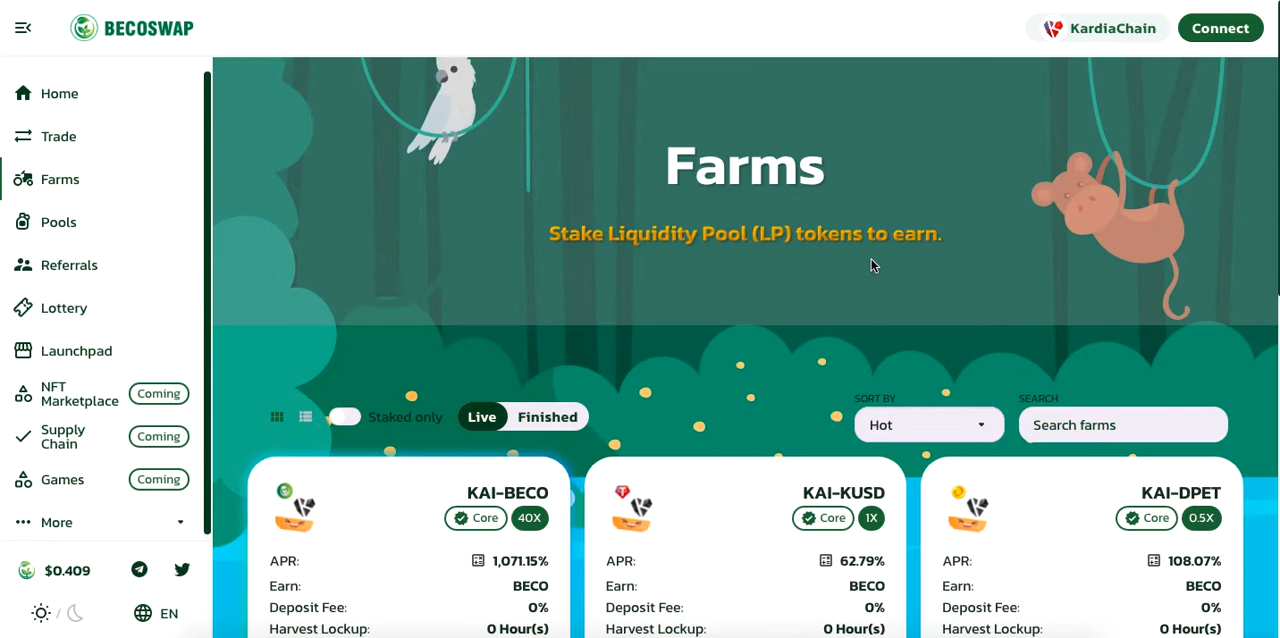 BECOSWAP
KardiaChain
Connect
Home
Trade
Farms
Pools
Referrals
Lottery
Launchpad
NFT
Marketplace
Coming
Supply
Chain
Coming
Games
Coming
More
$0.409
/
EN
Farms
Stake Liquidity Pool (LP) tokens to earn.
Staked only
Live
Finished
SORT BY
Hot
SEARCH
Search farms
KAI-BECO
Core
40X
APR:
1,071.15%
Earn:
BECO
Deposit Fee:
0%
Harvest Lockup:
0 Hour(s)
KAI-KUSD
Core
1X
APR:
62.79%
Earn:
BECO
Deposit Fee:
0%
Harvest Lockup:
0 Hour(s)
KAI-DPET
Core
0.5X
APR:
108.07%
Earn:
BECO
Deposit Fee:
0%
Harvest Lockup:
0 Hour(s)